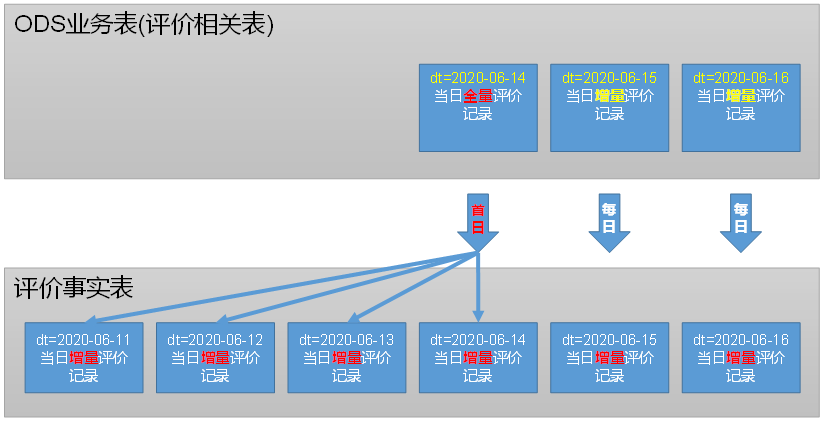 ODS业务表(评价相关表)
dt=2020-06-14
当日全量评价
记录
dt=2020-06-15
当日增量评价
记录
dt=2020-06-16
当日增量评价
记录
首
日
每
日
每
日
评价事实表
dt=2020-06-11
当日增量评价
记录
dt=2020-06-12
当日增量评价
记录
dt=2020-06-13
当日增量评价
记录
dt=2020-06-14
当日增量评价
记录
dt=2020-06-15
当日增量评价
记录
dt=2020-06-16
当日增量评价
记录